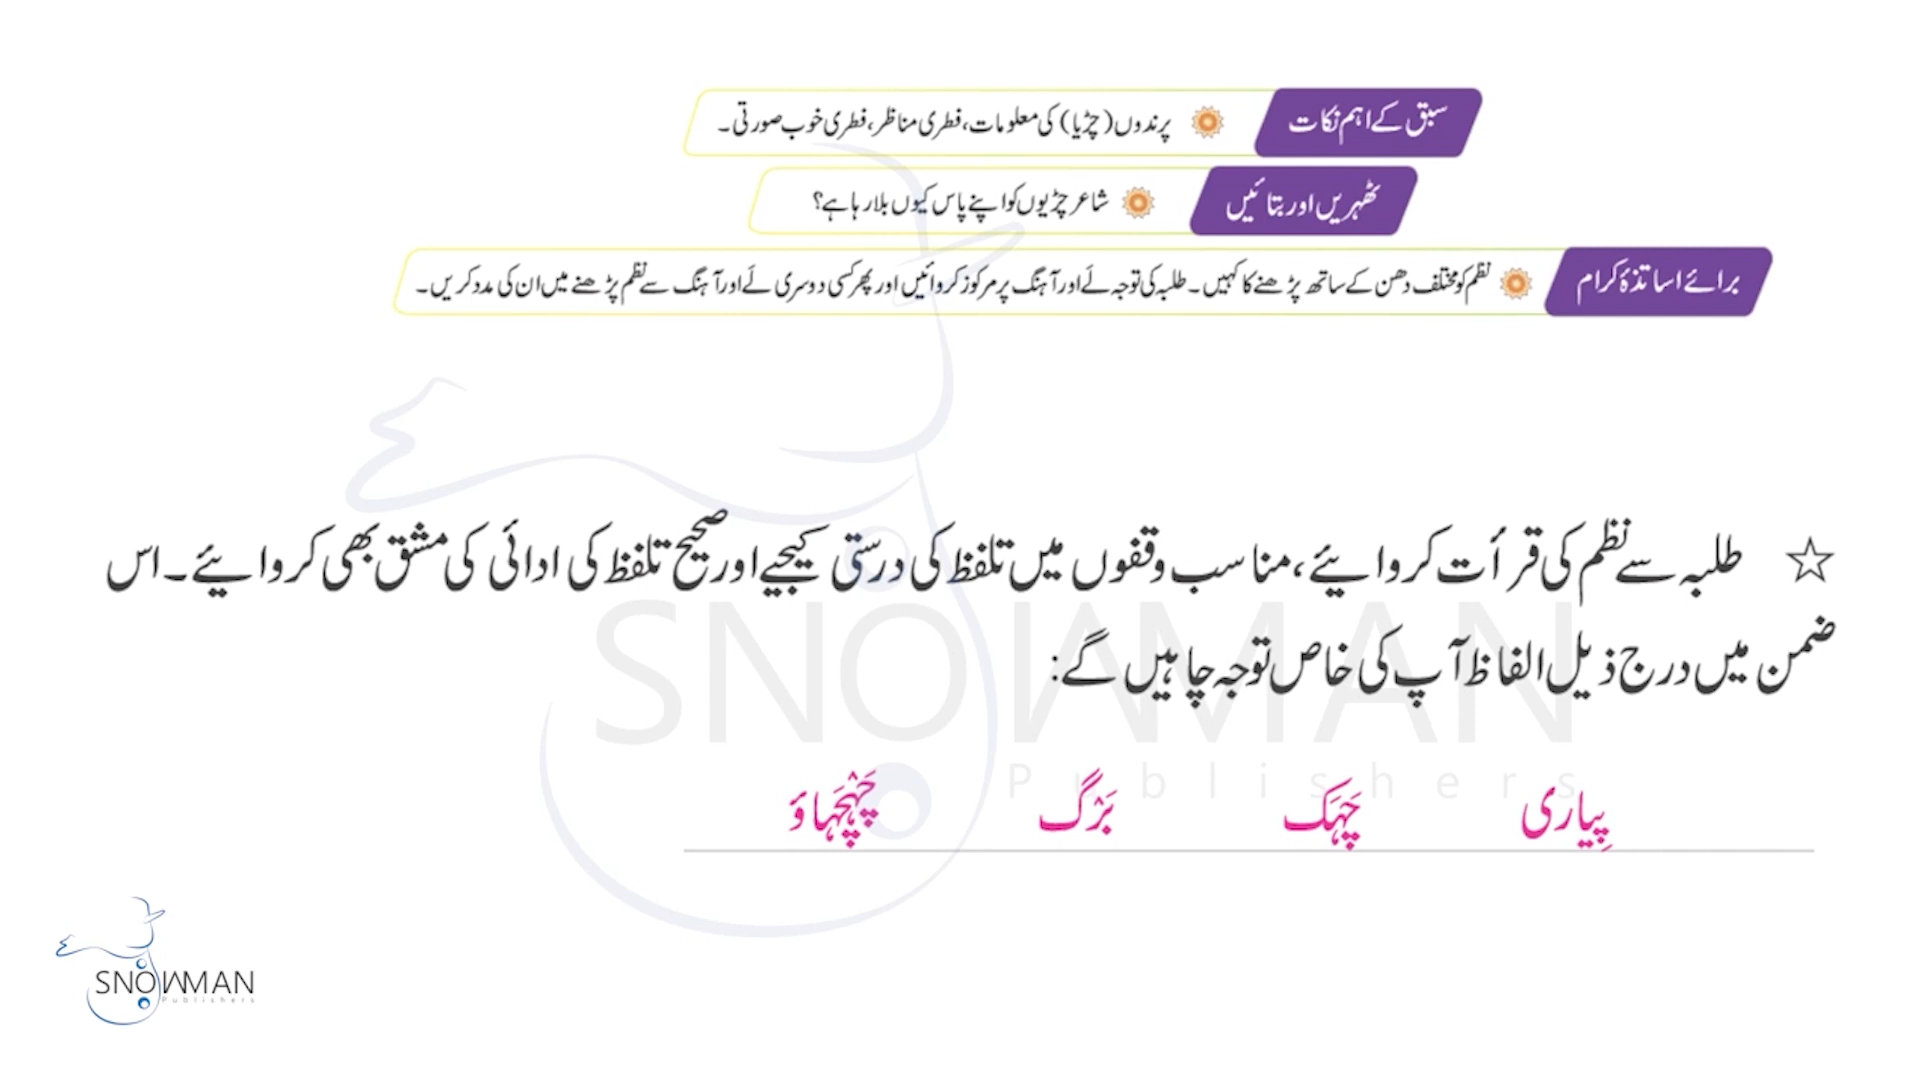 سبق کے اہم نکات پرندوں (چڑیا) کی معلومات، فطری مناظر، فطری خوب صورتی۔
ٹھہریں اور بتائیں شاعر چڑیوں کو اپنے پاس کیوں بلا رہا ہے؟
برائے اساتذۂ کرام نظم کو مختلف دھن کے ساتھ پڑھنے کا کہیں۔ طلبہ کی توجہ لَے اور آہنگ پر مرکوز کروائیں اور پھر کسی دوسری لَے اور آہنگ سے نظم پڑھنے میں ان کی مدد کریں۔
☆ طلبہ سے نظم کی قرأت کروایئے، مناسب وقفوں میں تلفظ کی درستی کیجیے اور صحیح تلفظ کی ادائی کی مشق بھی کروایئے۔ اس
ضمن میں درج ذیل الفاظ آپ کی خاص توجہ چاہیں گے:
پِیاری چَہَک بَرْگ چَہْچَہاؤ
SNOWMAN
Publishers
SNOWMAN
Publishers